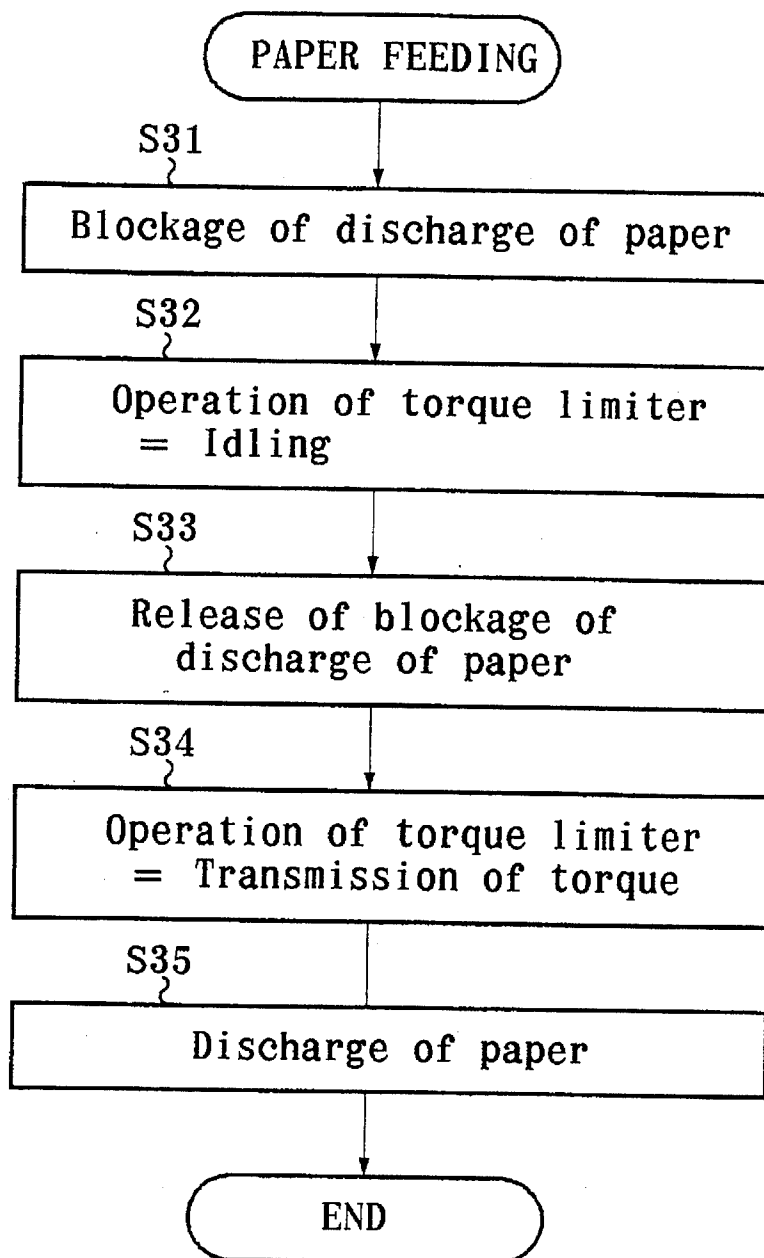 PAPER FEEDING
S31
Blockage of discharge of paper
S32
Operation of torque limiter
= Idling
S33
Release of blockage of
discharge of paper
S34
Operation of torque limiter
= Transmission of torque
S35
Discharge of paper
END